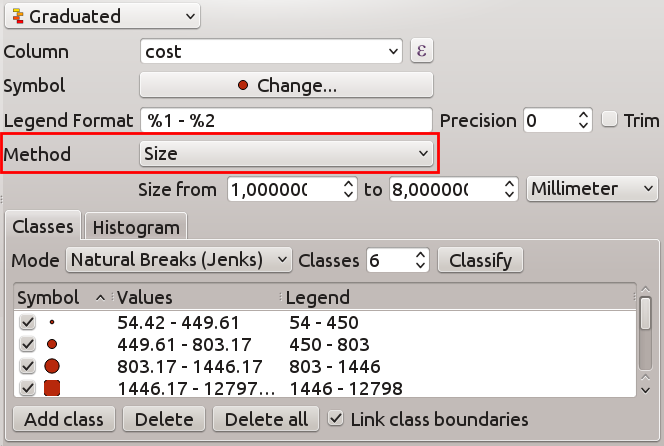 Graduated
Column cost ε
Symbol Change...
Legend Format %1 - %2 Precision 0 Trim
Method Size
Size from 1,000000 to 8,000000 Millimeter
Classes Histogram
Mode Natural Breaks (Jenks) Classes 6 Classify
Symbol Values Legend
54.42 - 449.61 54 - 450
449.61 - 803.17 450 - 803
803.17 - 1446.17 803 - 1446
1446.17 - 12797... 1446 - 12798
Add class Delete Delete all Link class boundaries